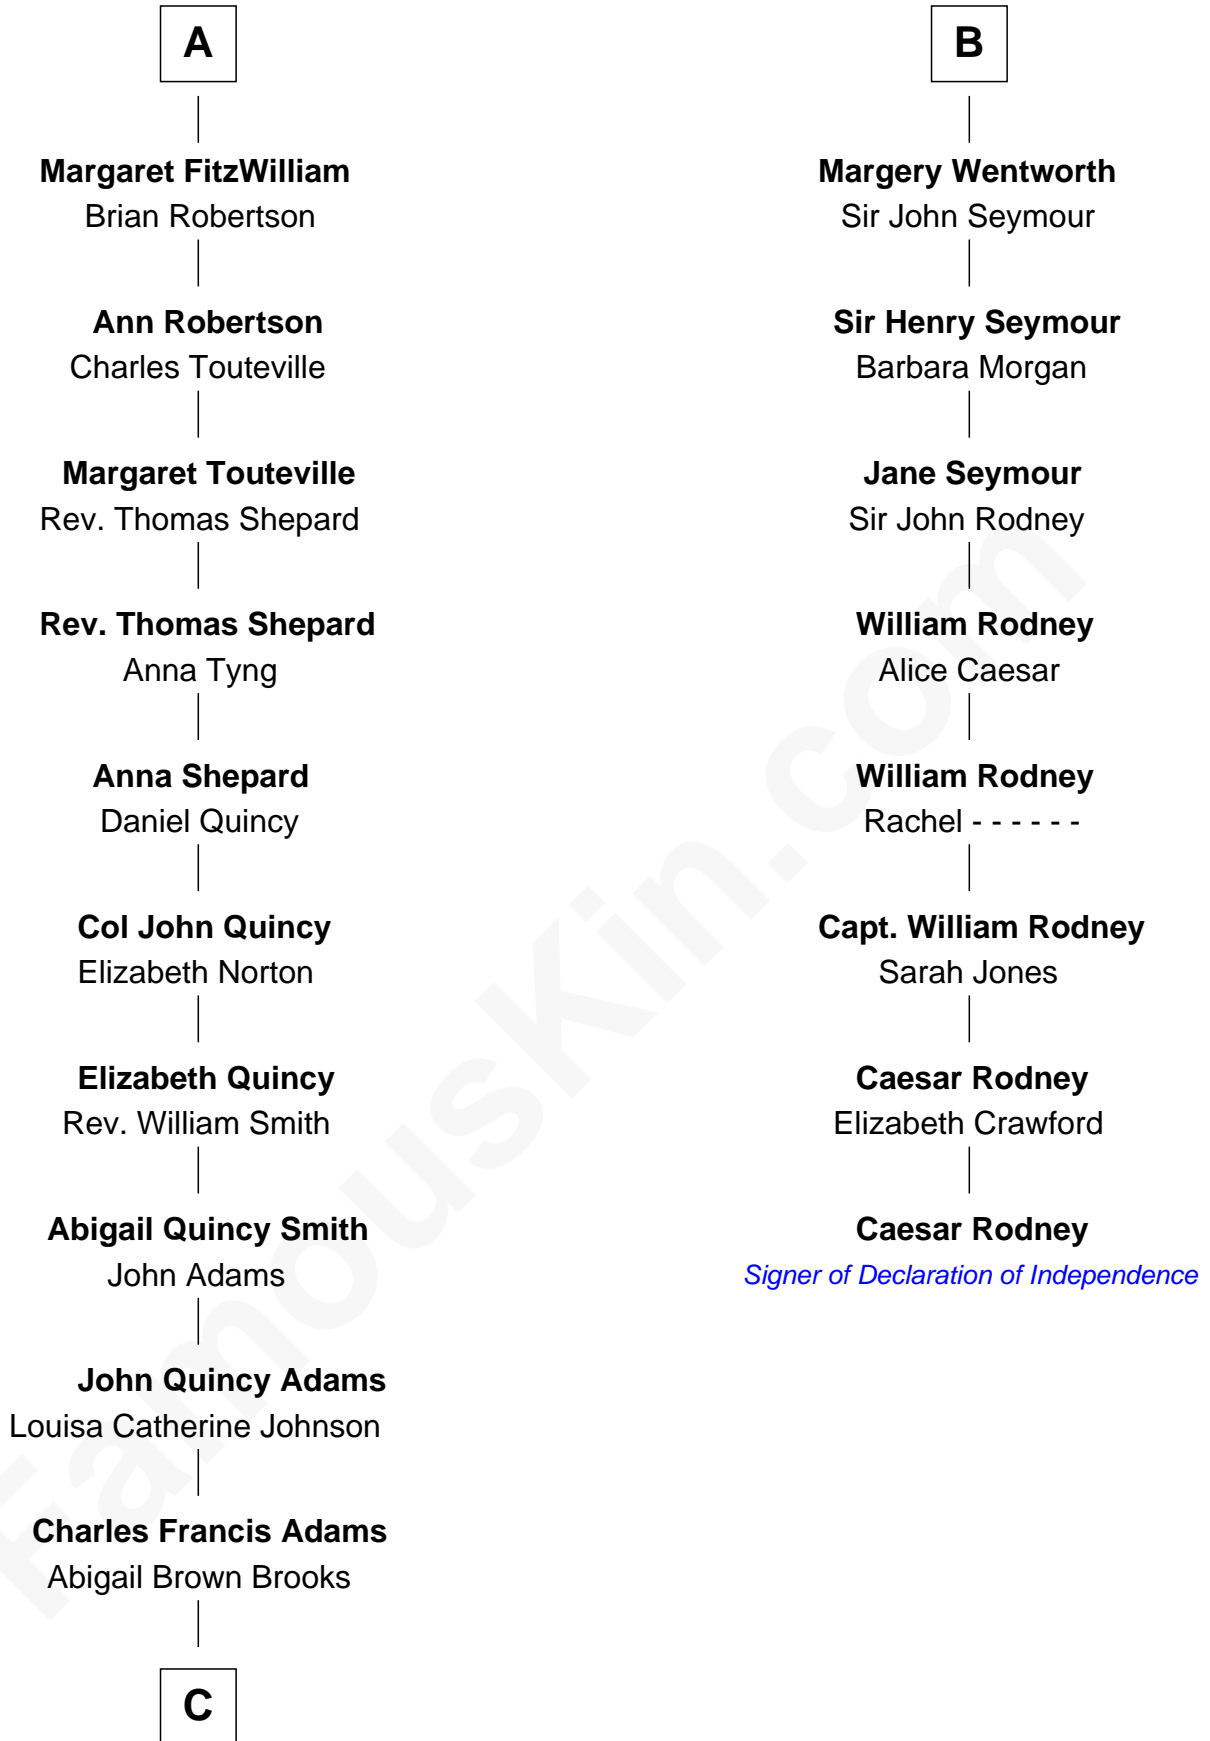 A
Margaret FitzWilliam
Brian Robertson
Ann Robertson
Charles Touteville
Margaret Touteville
Rev. Thomas Shepard
Rev. Thomas Shepard
Anna Tyng
Anna Shepard
Daniel Quincy
Col John Quincy
Elizabeth Norton
Elizabeth Quincy
Rev. William Smith
Abigail Quincy Smith
John Adams
John Quincy Adams
Louisa Catherine Johnson
Charles Francis Adams
Abigail Brown Brooks
C
B
Margery Wentworth
Sir John Seymour
Sir Henry Seymour
Barbara Morgan
Jane Seymour
Sir John Rodney
William Rodney
Alice Caesar
William Rodney
Rachel - - - - - -
Capt. William Rodney
Sarah Jones
Caesar Rodney
Elizabeth Crawford
Caesar Rodney
Signer of Declaration of Independence
FamousKin.com